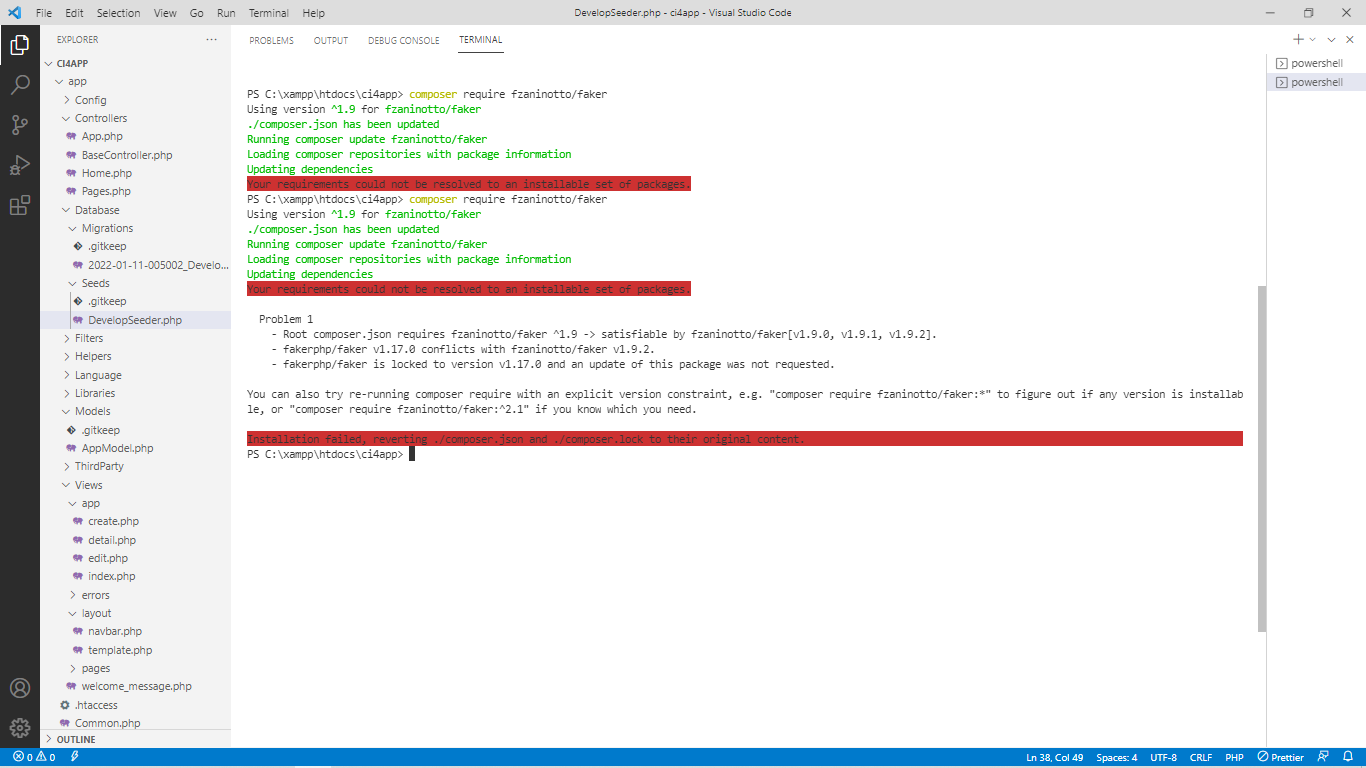 File Edit Selection View Go Run Terminal Help
DevelopSeeder.php - ci4app - Visual Studio Code
EXPLORER
CI4APP
app
Config
Controllers
App.php
BaseController.php
Home.php
Pages.php
Database
Migrations
.gitkeep
2022-01-11-005002_Develo...
Seeds
.gitkeep
DevelopSeeder.php
Filters
Helpers
Language
Libraries
Models
.gitkeep
AppModel.php
ThirdParty
Views
app
create.php
detail.php
edit.php
index.php
errors
layout
navbar.php
template.php
pages
welcome_message.php
.htaccess
Common.php
OUTLINE
PROBLEMS OUTPUT DEBUG CONSOLE TERMINAL
PS C:\xampp\htdocs\ci4app> composer require fzaninotto/faker
Using version ^1.9 for fzaninotto/faker
./composer.json has been updated
Running composer update fzaninotto/faker
Loading composer repositories with package information
Updating dependencies
Your requirements could not be resolved to an installable set of packages.
PS C:\xampp\htdocs\ci4app> composer require fzaninotto/faker
Using version ^1.9 for fzaninotto/faker
./composer.json has been updated
Running composer update fzaninotto/faker
Loading composer repositories with package information
Updating dependencies
Your requirements could not be resolved to an installable set of packages.
Problem 1
- Root composer.json requires fzaninotto/faker ^1.9 -> satisfiable by fzaninotto/faker[v1.9.0, v1.9.1, v1.9.2].
- fakerphp/faker v1.17.0 conflicts with fzaninotto/faker v1.9.2.
- fakerphp/faker is locked to version v1.17.0 and an update of this package was not requested.
You can also try re-running composer require with an explicit version constraint, e.g. "composer require fzaninotto/faker:*" to figure out if any version is installab
le, or "composer require fzaninotto/faker:^2.1" if you know which you need.
Installation failed, reverting ./composer.json and ./composer.lock to their original content.
PS C:\xampp\htdocs\ci4app>
powershell
powershell
0 0
Ln 38, Col 49 Spaces: 4 UTF-8 CRLF PHP Prettier